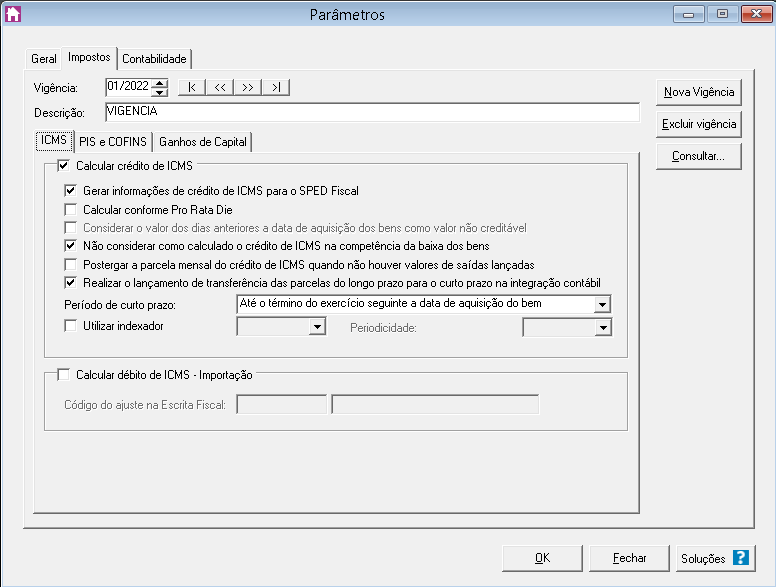 Parâmetros
Geral Impostos Contabilidade
Vigência: 01/2022 |< << >> >|
Nova Vigência
Descrição: VIGENCIA
Excluir vigência
ICMS PIS e COFINS Ganhos de Capital
Consultar...
Calcular crédito de ICMS
Gerar informações de crédito de ICMS para o SPED Fiscal
Calcular conforme Pro Rata Die
Considerar o valor dos dias anteriores a data de aquisição dos bens como valor não creditável
Não considerar como calculado o crédito de ICMS na competência da baixa dos bens
Postergar a parcela mensal do crédito de ICMS quando não houver valores de saídas lançadas
Realizar o lançamento de transferência das parcelas do longo prazo para o curto prazo na integração contábil
Período de curto prazo: Até o término do exercício seguinte a data de aquisição do bem
Utilizar indexador Periodicidade:
Calcular débito de ICMS - Importação
Código do ajuste na Escrita Fiscal:
OK Fechar Soluções ?